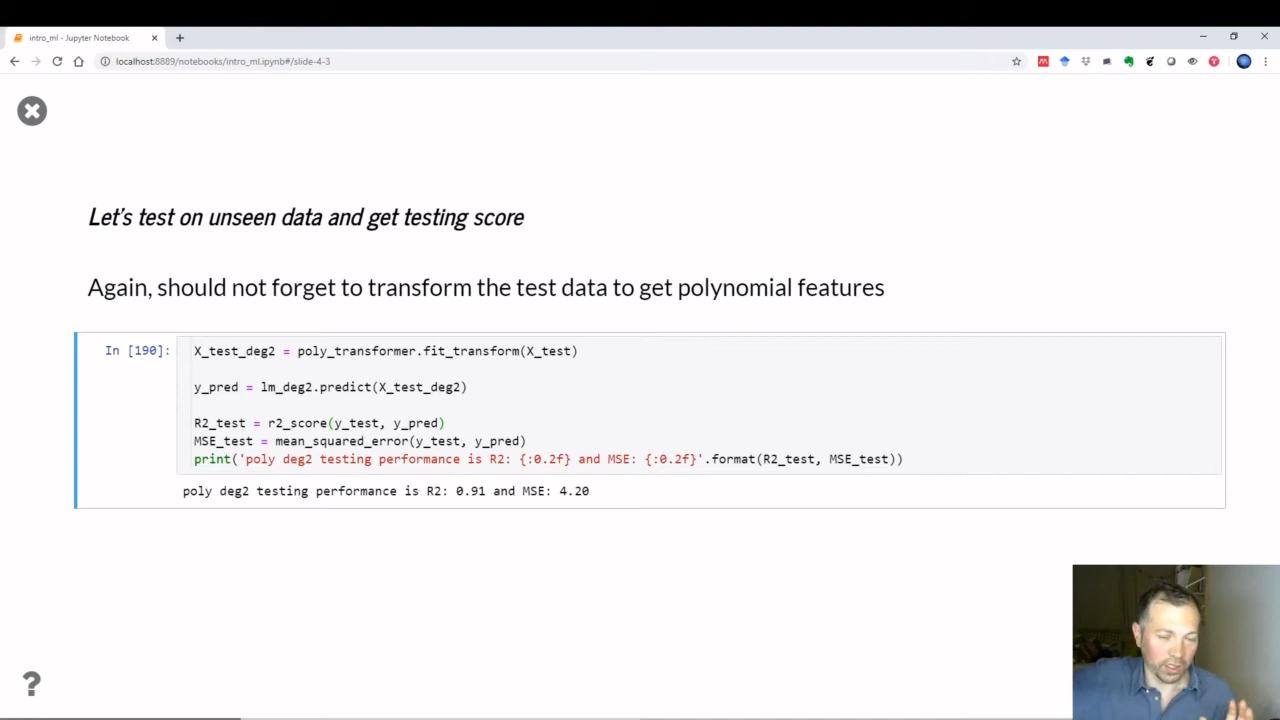 intro_ml - Jupyter Notebook
localhost:8889/notebooks/intro_ml.ipynb#/slide-4-3
Let's test on unseen data and get testing score
Again, should not forget to transform the test data to get polynomial features
In [190]:
X_test_deg2 = poly_transformer.fit_transform(X_test)
y_pred = lm_deg2.predict(X_test_deg2)
R2_test = r2_score(y_test, y_pred)
MSE_test = mean_squared_error(y_test, y_pred)
print('poly deg2 testing performance is R2: {:0.2f} and MSE: {:0.2f}'.format(R2_test, MSE_test))
poly deg2 testing performance is R2: 0.91 and MSE: 4.20
?